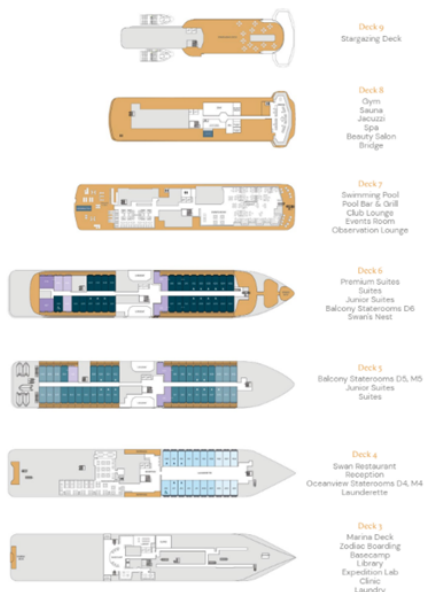 Deck 9
Stargazing Deck
Deck 8
Gym
Sauna
Jacuzzi
Spa
Beauty Salon
Bridge
Deck 7
Swimming Pool
Pool Bar & Grill
Club Lounge
Events Room
Observation Lounge
Deck 6
Premium Suites
Suites
Junior Suites
Balcony Staterooms D6
Swan's Nest
Deck 5
Balcony Staterooms D5, M5
Junior Suites
Suites
Deck 4
Swan Restaurant
Reception
Oceanview Staterooms D4, M4
Launderette
Deck 3
Marina Deck
Zodiac Boarding
Basecamp
Library
Expedition Lab
Clinic
Laundry